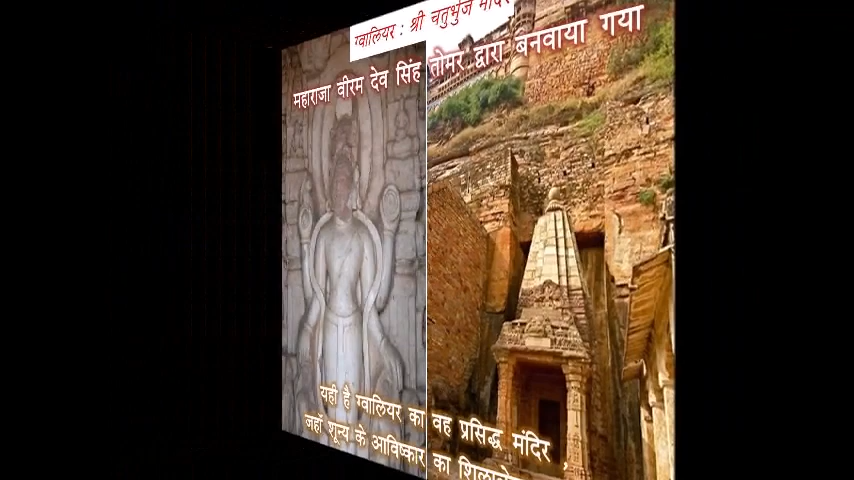 ग्वालियर : श्री चतुर्भुज मंदिर
महाराजा वीरम देव सिंह तोमर द्वारा बनवाया गया
यही है ग्वालियर का वह प्रसिद्ध मंदिर ,
जहाँ शून्य के आविष्कार का